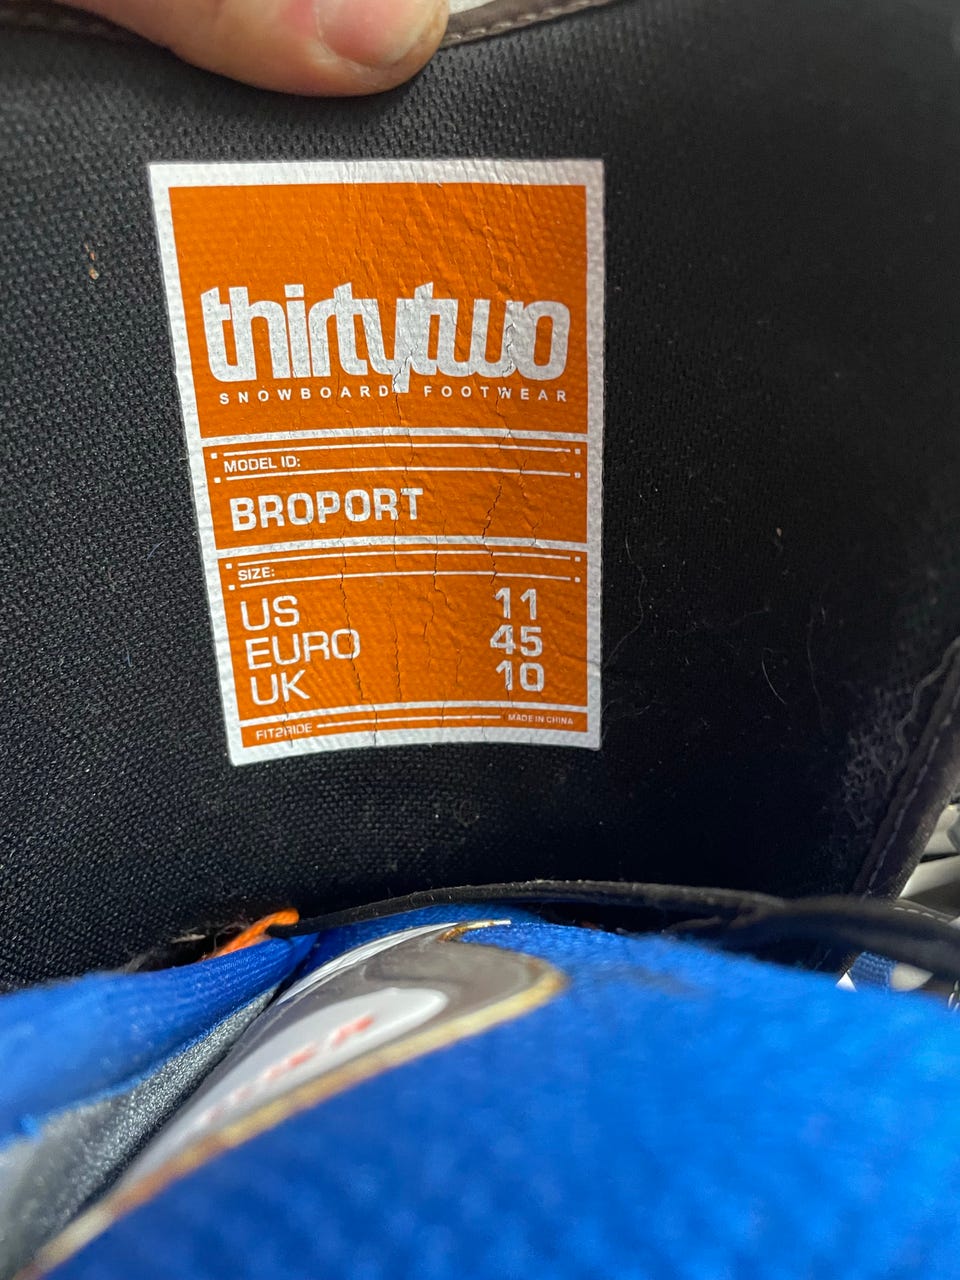 thirtytwo
SNOWBOARD FOOTWEAR
MODEL ID:
BROPORT
SIZE:
US 11
EURO 45
UK 10
FIT2RIDE MADE IN CHINA